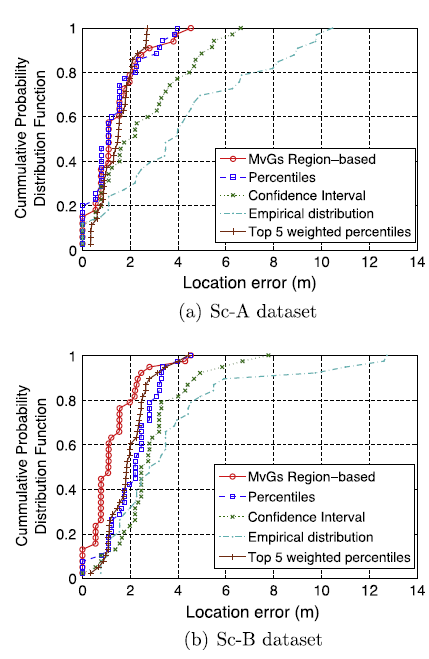 Cummulative Probability
Distribution Function
1
0.8
0.6
0.4
0.2
0
0 2 4 6 8 10 12 14
MvGs Region-based
Percentiles
Confidence Interval
Empirical distribution
Top 5 weighted percentiles
Location error (m)
(a) Sc-A dataset
Cummulative Probability
Distribution Function
1
0.8
0.6
0.4
0.2
0
0 2 4 6 8 10 12 14
MvGs Region-based
Percentiles
Confidence Interval
Empirical distribution
Top 5 weighted percentiles
Location error (m)
(b) Sc-B dataset